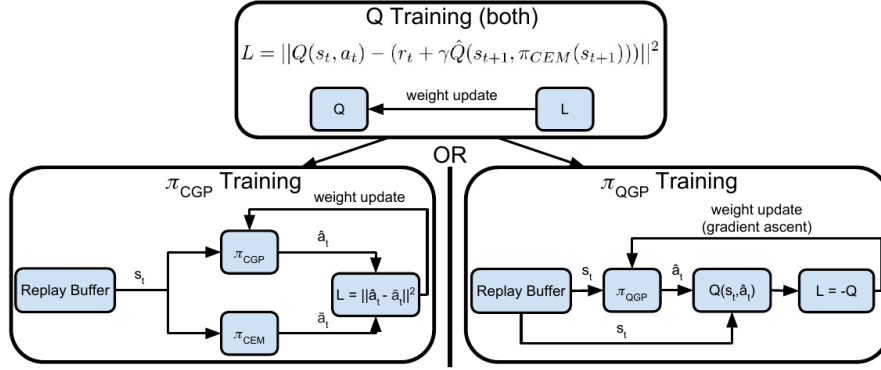 Q Training (both)
L = ||Q(s_t, a_t) − (r_t + γQ̂(s_{t+1}, π_{CEM}(s_{t+1})))||²
weight update
Q
L
OR
π_CGP Training
weight update
π_CGP
â_t
s_t
Replay Buffer
L = ||â_t - ā_t||²
π_CEM
ā_t
π_QGP Training
weight update
(gradient ascent)
s_t
â_t
Replay Buffer
π_QGP
Q(s_t,â_t)
L = -Q
s_t